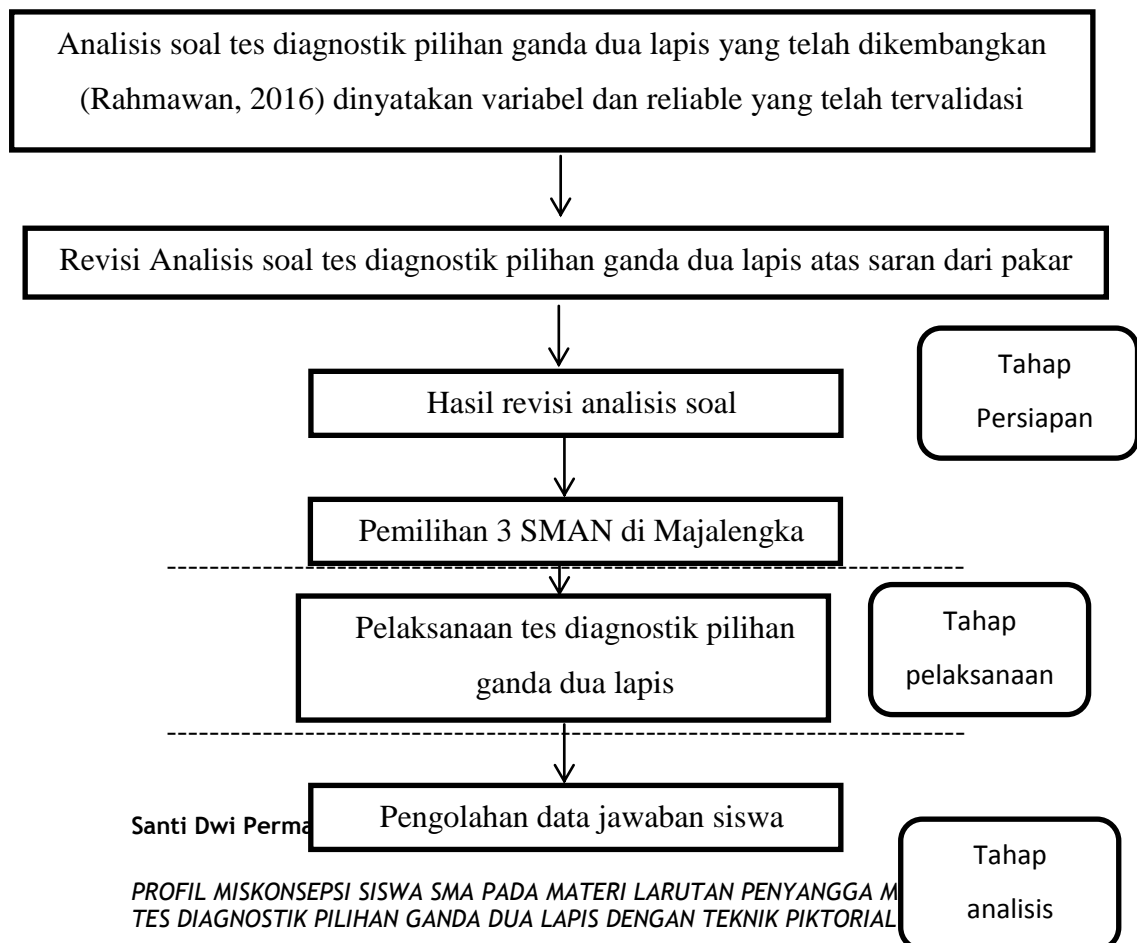 Analisis soal tes diagnostik pilihan ganda dua lapis yang telah dikembangkan
(Rahmawan, 2016) dinyatakan variabel dan reliable yang telah tervalidasi
Revisi Analisis soal tes diagnostik pilihan ganda dua lapis atas saran dari pakar
Tahap
Persiapan
Hasil revisi analisis soal
Pemilihan 3 SMAN di Majalengka
Pelaksanaan tes diagnostik pilihan
ganda dua lapis
Tahap
pelaksanaan
Pengolahan data jawaban siswa
Santi Dwi Perma
Tahap
analisis
PROFIL MISKONSEPSI SISWA SMA PADA MATERI LARUTAN PENYANGGA M
TES DIAGNOSTIK PILIHAN GANDA DUA LAPIS DENGAN TEKNIK PIKTORIAL